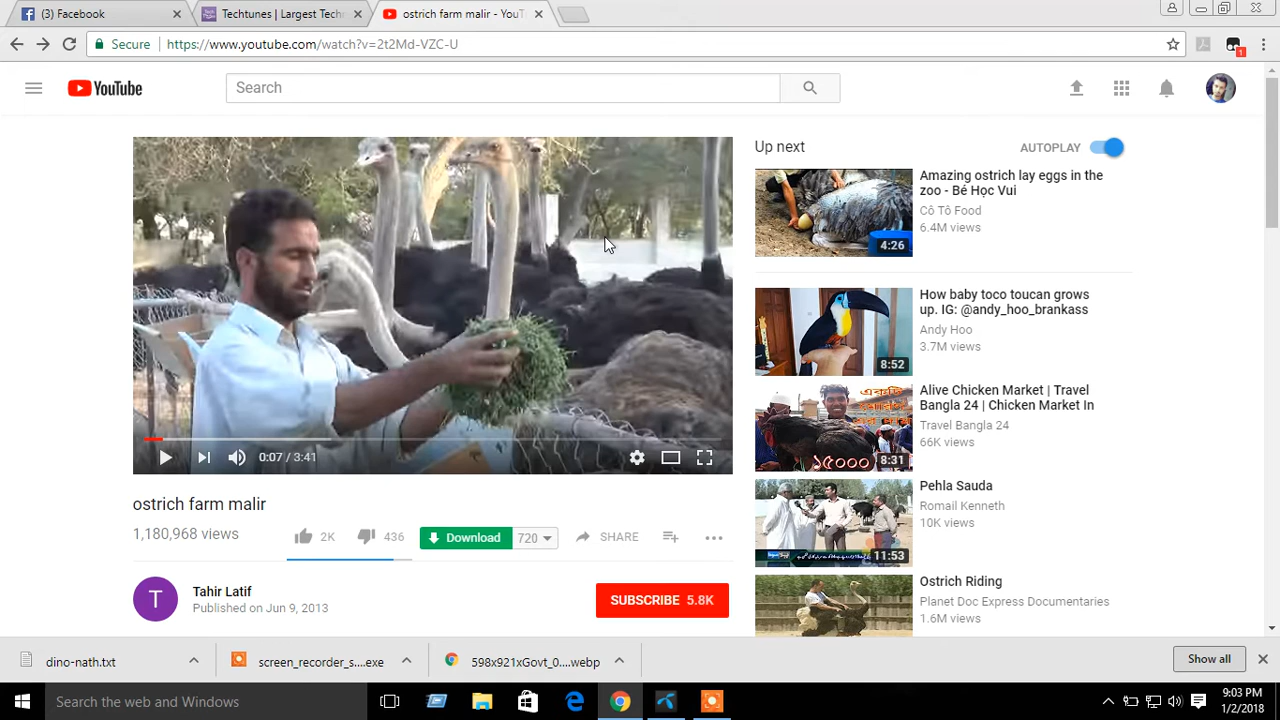 (3) Facebook
Techtunes | Largest Techn
ostrich farm malir - YouT
Secure
https://www.youtube.com/watch?v=2t2Md-VZC-U
1
YouTube
Search
Up next
AUTOPLAY
4:26
Amazing ostrich lay eggs in the
zoo - Bé Học Vui
Cô Tô Food
6.4M views
8:52
How baby toco toucan grows
up. IG: @andy_hoo_brankass
Andy Hoo
3.7M views
১৫০০০
8:31
Alive Chicken Market | Travel
Bangla 24 | Chicken Market In
Travel Bangla 24
66K views
11:53
Pehla Sauda
Romail Kenneth
10K views
Ostrich Riding
Planet Doc Express Documentaries
1.6M views
0:07 / 3:41
ostrich farm malir
1,180,968 views
2K
436
Download
720
SHARE
T
Tahir Latif
Published on Jun 9, 2013
SUBSCRIBE 5.8K
dino-nath.txt
screen_recorder_s....exe
598x921xGovt_0....webp
Show all
Search the web and Windows
9:03 PM
1/2/2018